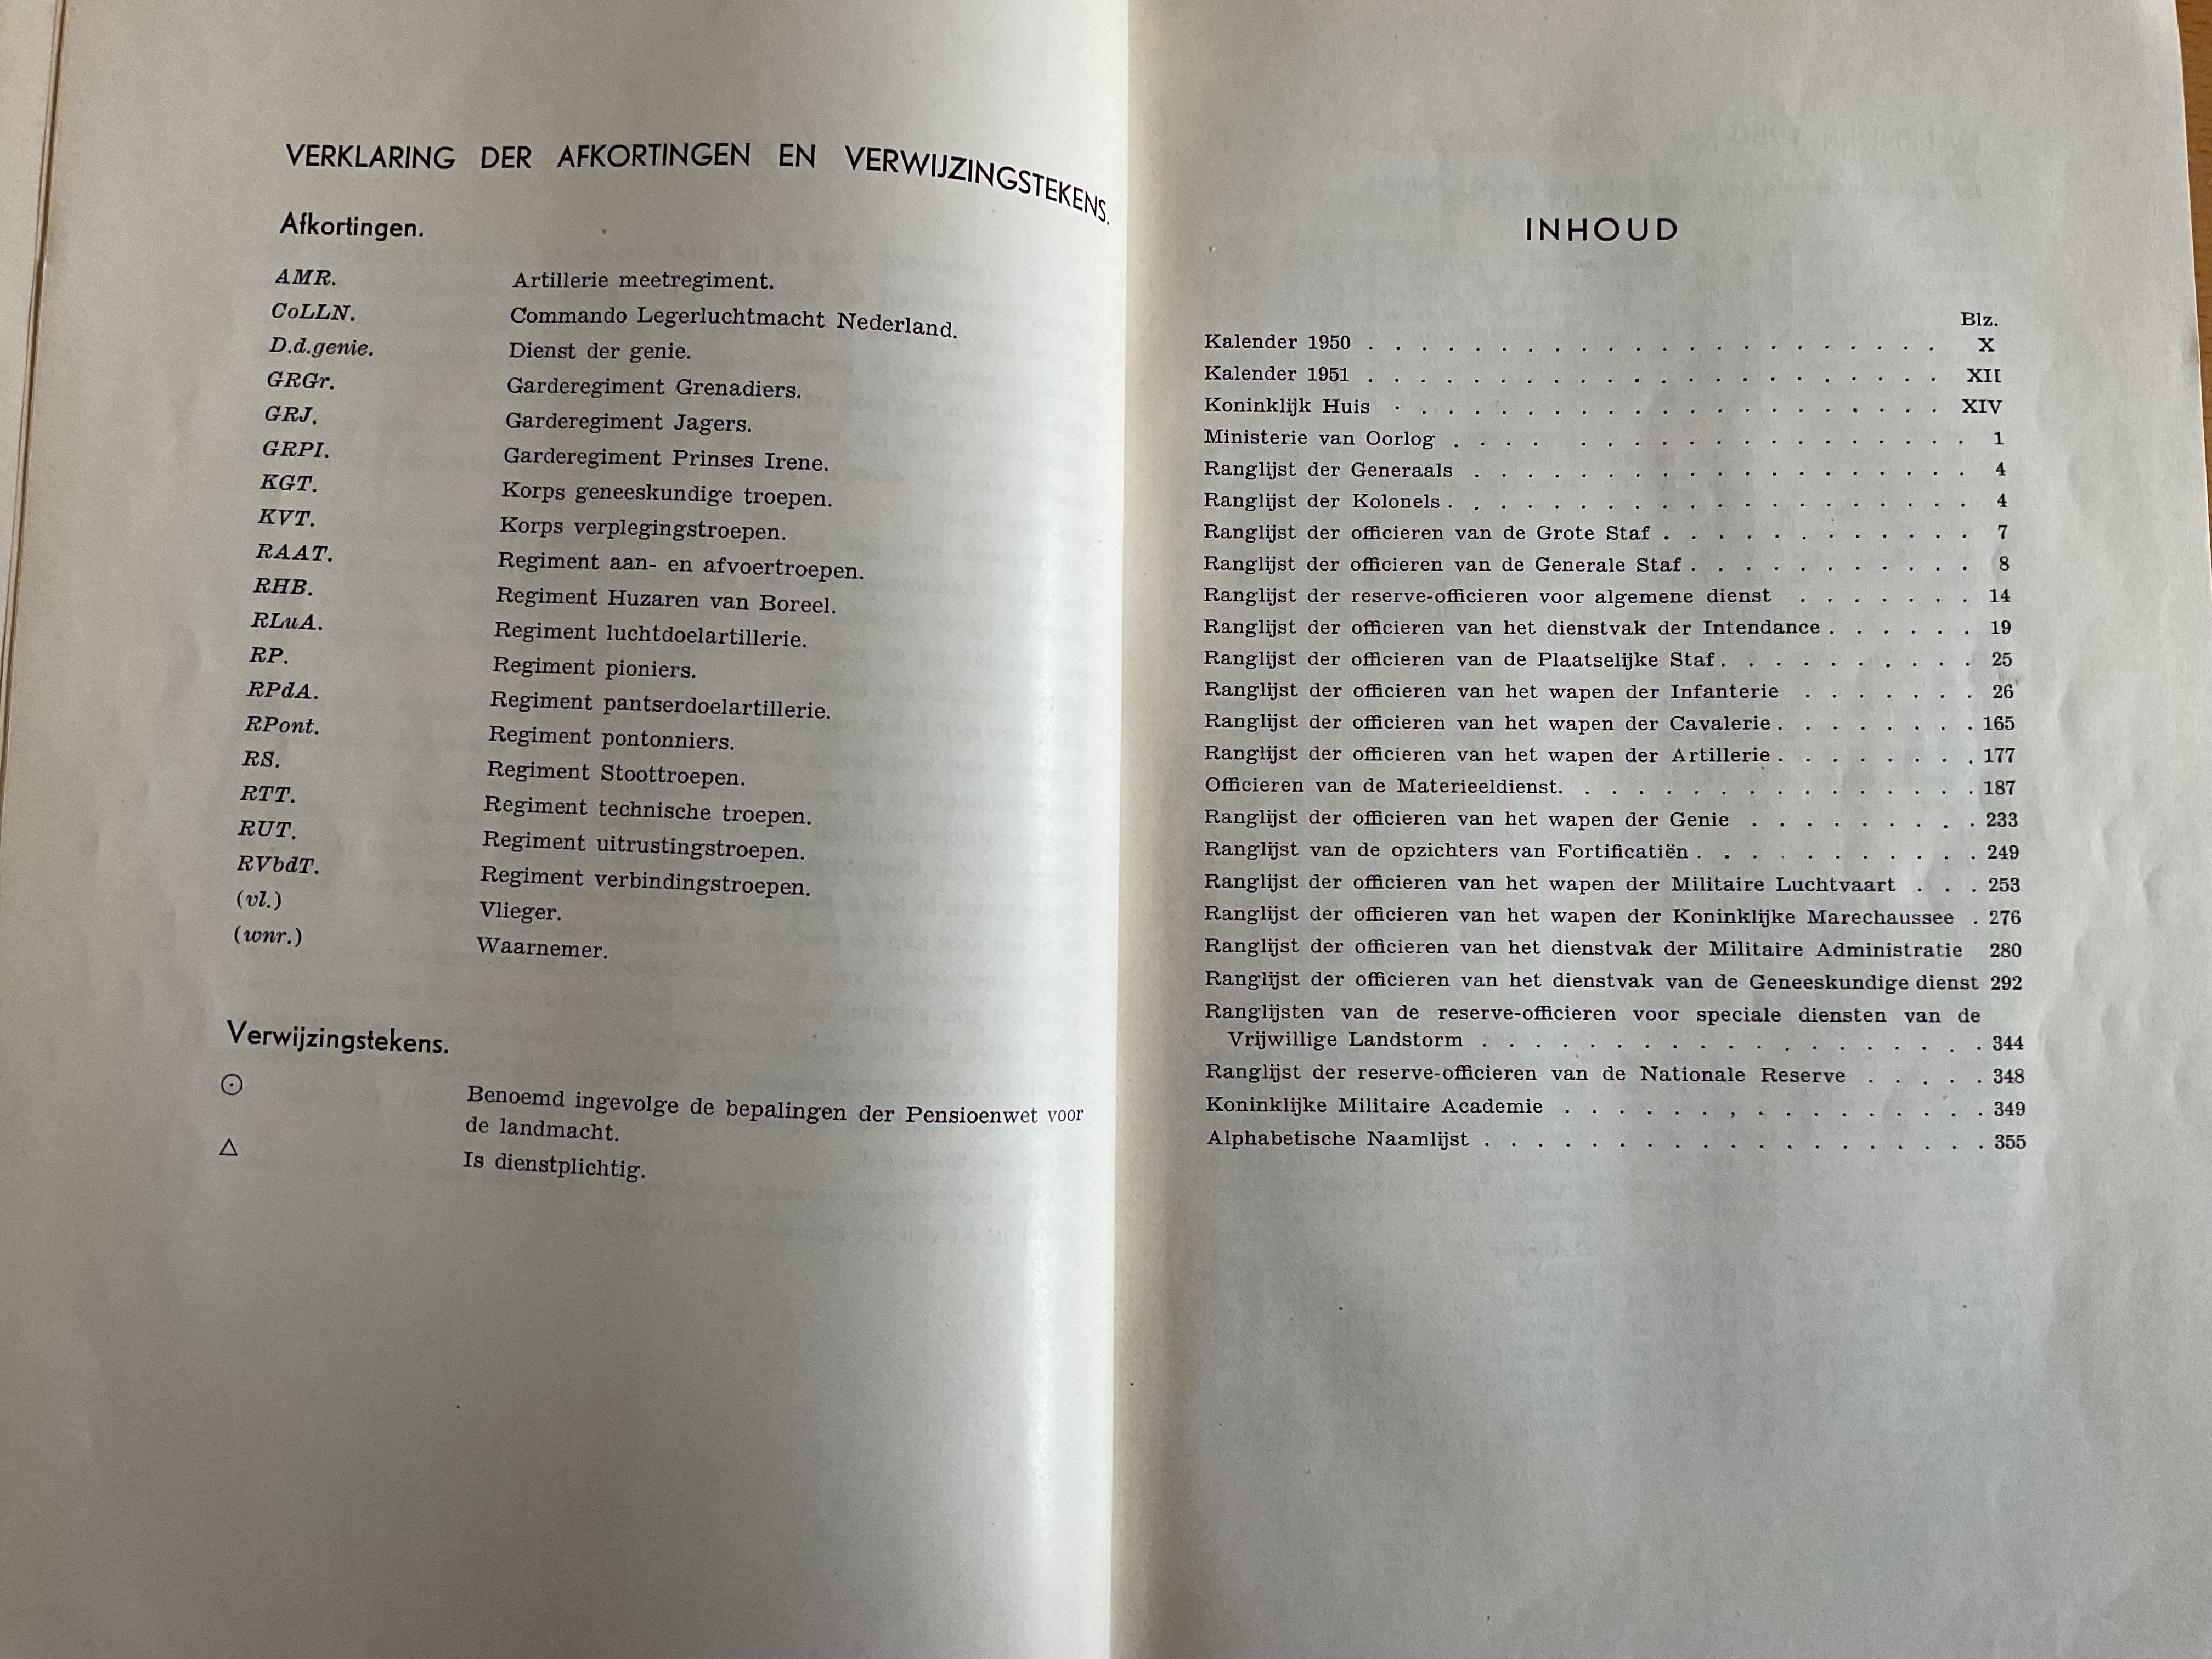 VERKLARING DER AFKORTINGEN EN VERWIJZINGSTEKENS.
Afkortingen.
AMR. Artillerie meetregiment.
CoLLN. Commando Legerluchtmacht Nederland.
D.d.genie. Dienst der genie.
GRGr. Garderegiment Grenadiers.
GRJ. Garderegiment Jagers.
GRPI. Garderegiment Prinses Irene.
KGT. Korps geneeskundige troepen.
KVT. Korps verplegingstroepen.
RAAT. Regiment aan- en afvoertroepen.
RHB. Regiment Huzaren van Boreel.
RLuA. Regiment luchtdoelartillerie.
RP. Regiment pioniers.
RPdA. Regiment pantserdoelartillerie.
RPont. Regiment pontonniers.
RS. Regiment Stoottroepen.
RTT. Regiment technische troepen.
RUT. Regiment uitrustingstroepen.
RVbdT. Regiment verbindingstroepen.
(vl.) Vlieger.
(wnr.) Waarnemer.
Verwijzingstekens.
⊙ Benoemd ingevolge de bepalingen der Pensioenwet voor
de landmacht.
△ Is dienstplichtig.
INHOUD
Blz.
Kalender 1950 . . . . . . . . . . . . . . . . . . . . . . X
Kalender 1951 . . . . . . . . . . . . . . . . . . . . . . XII
Koninklijk Huis . . . . . . . . . . . . . . . . . . . . . XIV
Ministerie van Oorlog . . . . . . . . . . . . . . . . . . . 1
Ranglijst der Generaals . . . . . . . . . . . . . . . . . . . 4
Ranglijst der Kolonels . . . . . . . . . . . . . . . . . . . . 4
Ranglijst der officieren van de Grote Staf . . . . . . . . . . . . 7
Ranglijst der officieren van de Generale Staf . . . . . . . . . . . 8
Ranglijst der reserve-officieren voor algemene dienst . . . . . . . 14
Ranglijst der officieren van het dienstvak der Intendance . . . . . . 19
Ranglijst der officieren van de Plaatselijke Staf . . . . . . . . . . 25
Ranglijst der officieren van het wapen der Infanterie . . . . . . . 26
Ranglijst der officieren van het wapen der Cavalerie . . . . . . . . 165
Ranglijst der officieren van het wapen der Artillerie . . . . . . . . 177
Officieren van de Materieeldienst. . . . . . . . . . . . . . . . . 187
Ranglijst der officieren van het wapen der Genie . . . . . . . . . 233
Ranglijst van de opzichters van Fortificatiën . . . . . . . . . . . 249
Ranglijst der officieren van het wapen der Militaire Luchtvaart . . . 253
Ranglijst der officieren van het wapen der Koninklijke Marechaussee . 276
Ranglijst der officieren van het dienstvak der Militaire Administratie 280
Ranglijst der officieren van het dienstvak van de Geneeskundige dienst 292
Ranglijsten van de reserve-officieren voor speciale diensten van de
Vrijwillige Landstorm . . . . . . . . . . . . . . . . . . . 344
Ranglijst der reserve-officieren van de Nationale Reserve . . . . . 348
Koninklijke Militaire Academie . . . . . . . . . . . . . . . . 349
Alphabetische Naamlijst . . . . . . . . . . . . . . . . . . . 355